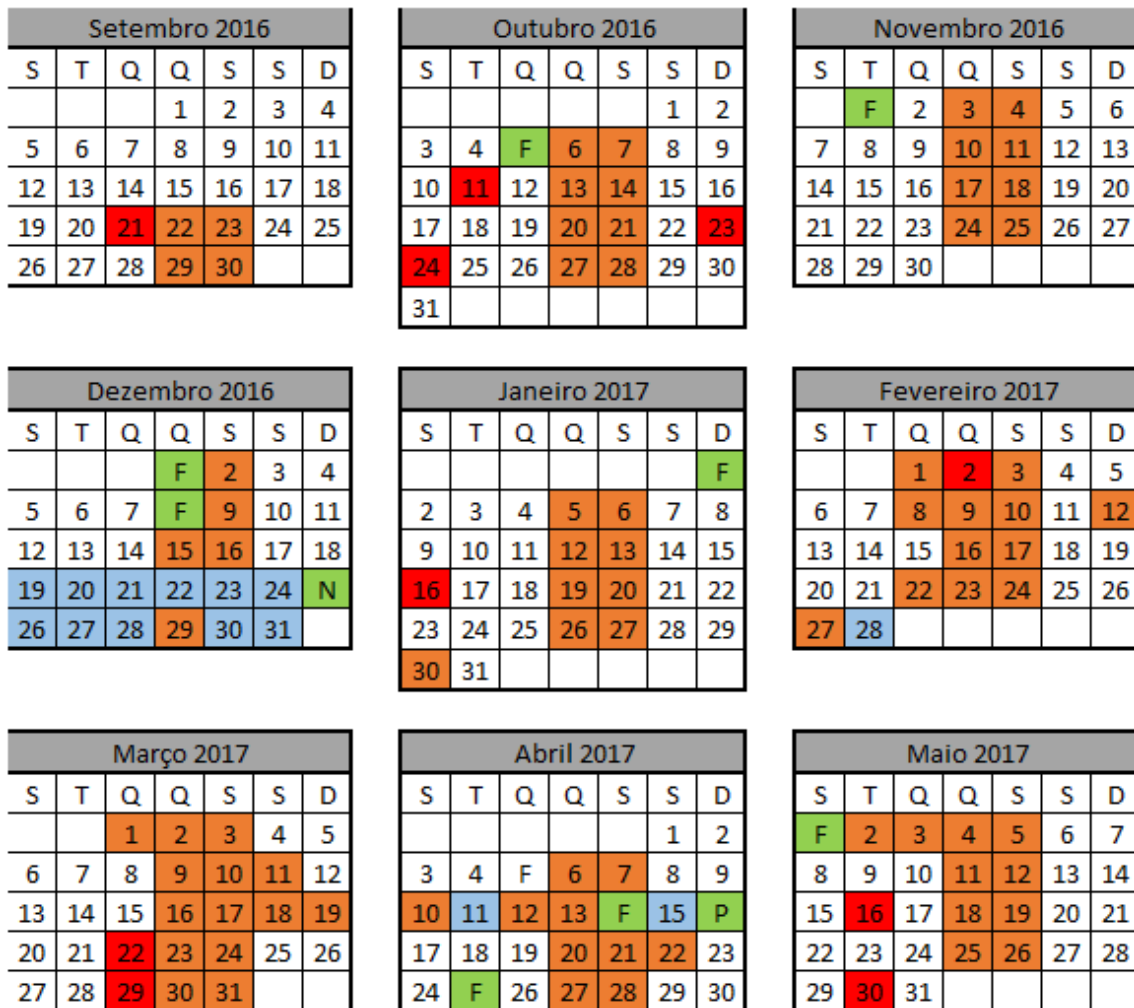 Setembro 2016
S T Q Q S S D
1 2 3 4
5 6 7 8 9 10 11
12 13 14 15 16 17 18
19 20 21 22 23 24 25
26 27 28 29 30
Outubro 2016
S T Q Q S S D
1 2
3 4 F 6 7 8 9
10 11 12 13 14 15 16
17 18 19 20 21 22 23
24 25 26 27 28 29 30
31
Novembro 2016
S T Q Q S S D
F 2 3 4 5 6
7 8 9 10 11 12 13
14 15 16 17 18 19 20
21 22 23 24 25 26 27
28 29 30
Dezembro 2016
S T Q Q S S D
F 2 3 4
5 6 7 F 9 10 11
12 13 14 15 16 17 18
19 20 21 22 23 24 N
26 27 28 29 30 31
Janeiro 2017
S T Q Q S S D
F
2 3 4 5 6 7 8
9 10 11 12 13 14 15
16 17 18 19 20 21 22
23 24 25 26 27 28 29
30 31
Fevereiro 2017
S T Q Q S S D
1 2 3 4 5
6 7 8 9 10 11 12
13 14 15 16 17 18 19
20 21 22 23 24 25 26
27 28
Março 2017
S T Q Q S S D
1 2 3 4 5
6 7 8 9 10 11 12
13 14 15 16 17 18 19
20 21 22 23 24 25 26
27 28 29 30 31
Abril 2017
S T Q Q S S D
1 2
3 4 F 6 7 8 9
10 11 12 13 F 15 P
17 18 19 20 21 22 23
24 F 26 27 28 29 30
Maio 2017
S T Q Q S S D
F 2 3 4 5 6 7
8 9 10 11 12 13 14
15 16 17 18 19 20 21
22 23 24 25 26 27 28
29 30 31